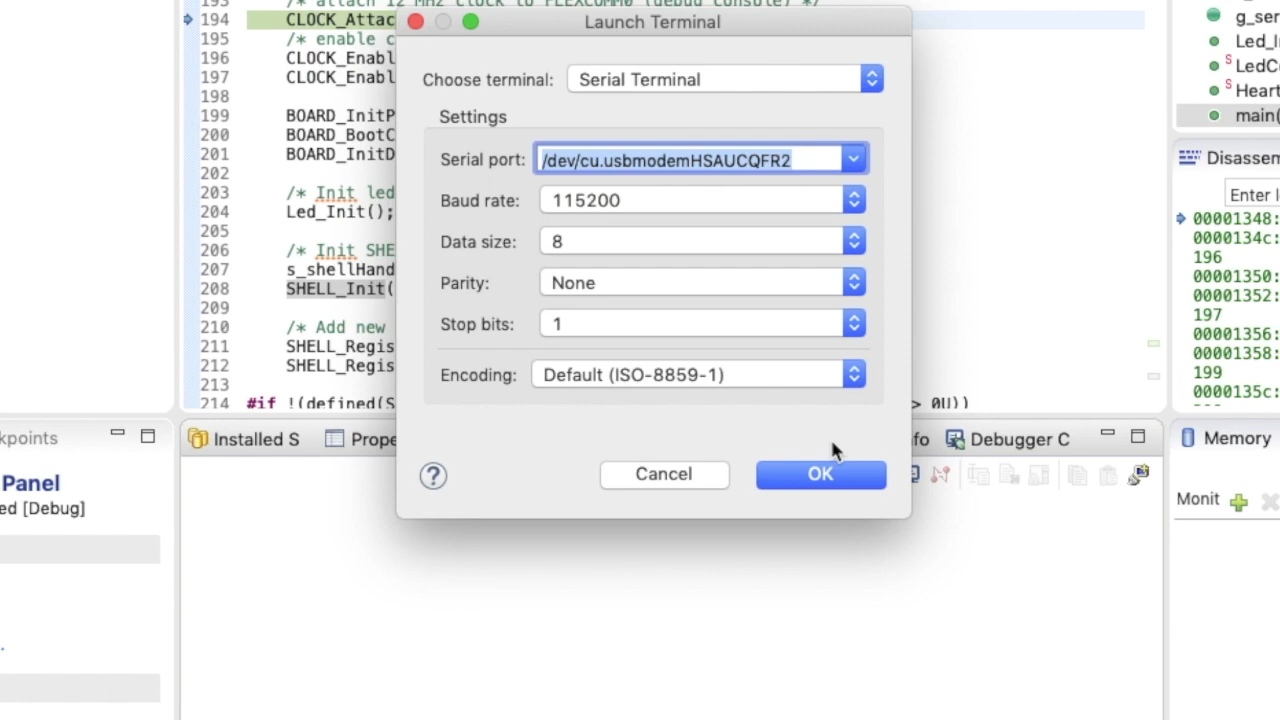 193 /* attach 12 MHz clock to FLEXCOMM0 (debug console) */
194 CLOCK_Attac
195 /* enable c
196 CLOCK_Enabl
197 CLOCK_Enabl
198
199 BOARD_InitP
200 BOARD_BootC
201 BOARD_InitD
202
203 /* Init led
204 Led_Init();
205
206 /* Init SHE
207 s_shellHand
208 SHELL_Init(
209
210 /* Add new
211 SHELL_Regis
212 SHELL_Regis
213
214 #if !(defined(S > 0U))
Launch Terminal
Choose terminal: Serial Terminal
Settings
Serial port: /dev/cu.usbmodemHSAUCQFR2
Baud rate: 115200
Data size: 8
Parity: None
Stop bits: 1
Encoding: Default (ISO-8859-1)
? Cancel OK
g_ser
Led_I
S LedC
S Heart
main(
Disassem
Enter l
00001348:
0000134c:
196
00001350:
00001352:
197
00001356:
00001358:
199
0000135c:
kpoints
Panel
ed [Debug]
Installed S Prope fo Debugger C
Memory
Monit